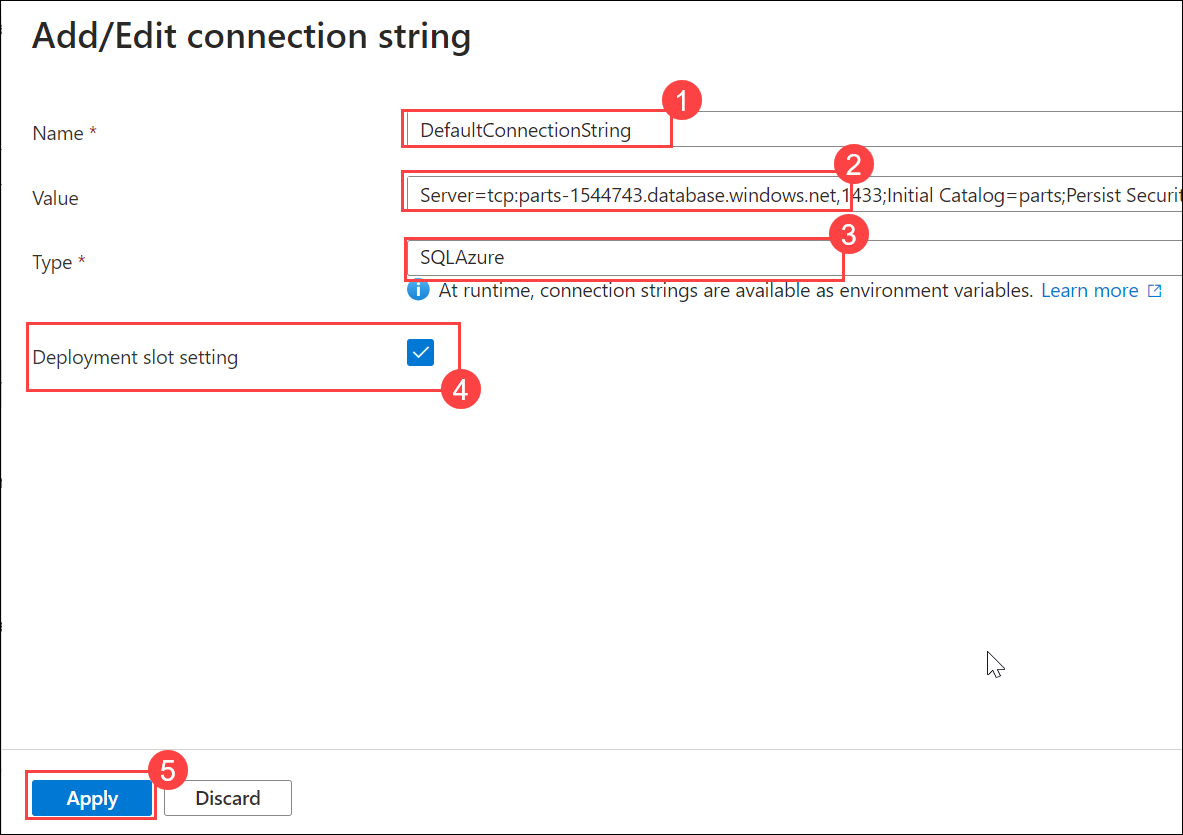 Add/Edit connection string
1
Name *
DefaultConnectionString
2
Value
Server=tcp:parts-1544743.database.windows.net,1433;Initial Catalog=parts;Persist Securit
3
Type *
SQLAzure
At runtime, connection strings are available as environment variables. Learn more
Deployment slot setting
4
5
Apply
Discard